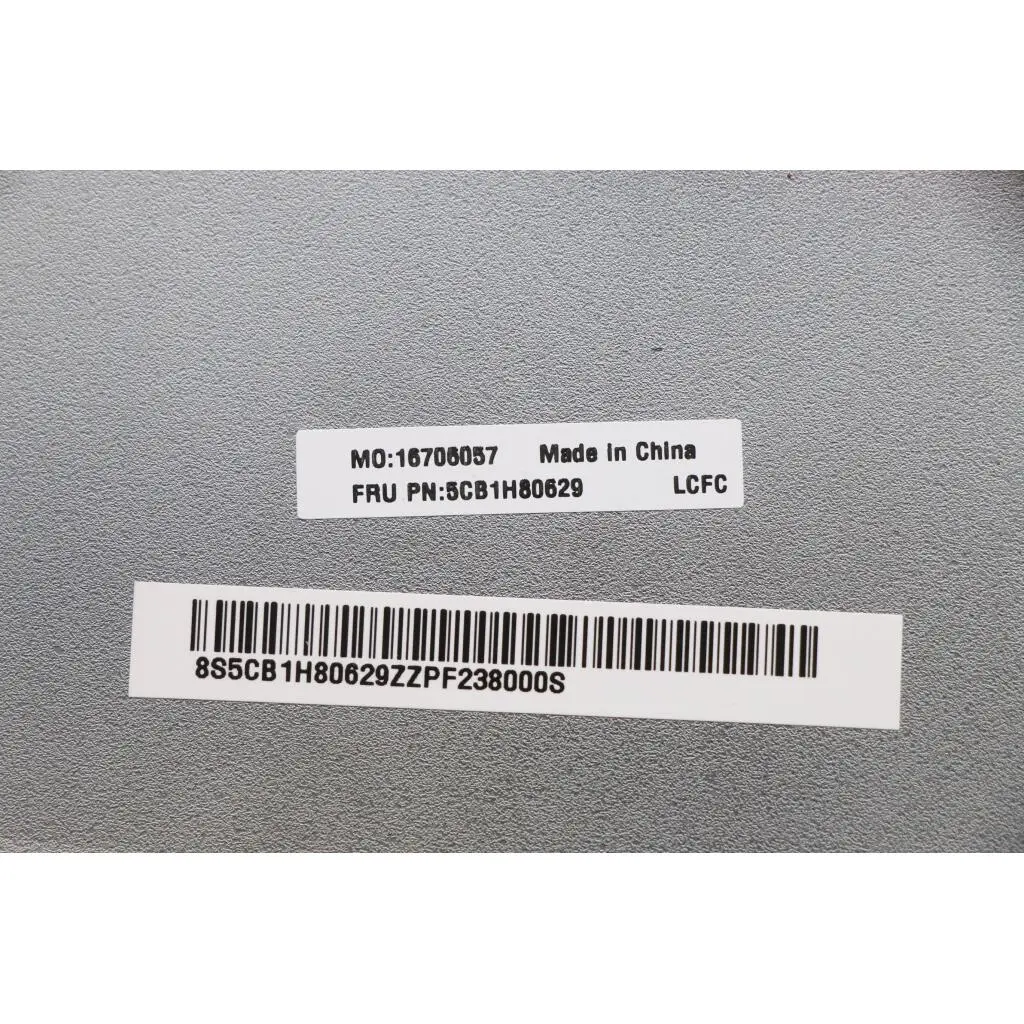 MO:16706057 Made in China
FRU PN:5CB1H80629 LCFC
8S5CB1H80629ZZPF238000S